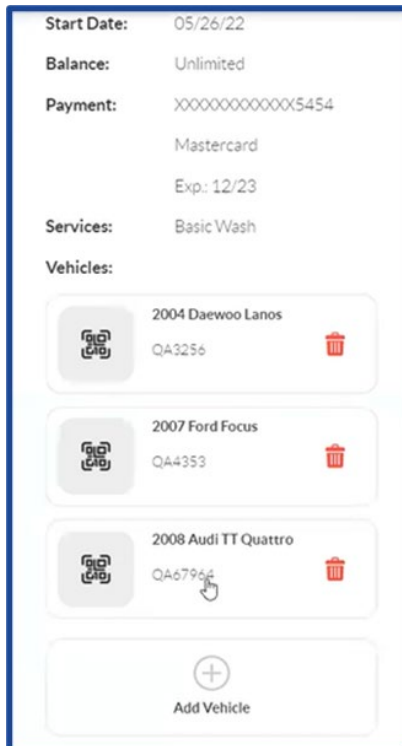 Start Date: 05/26/22
Balance: Unlimited
Payment: XXXXXXXXXXXX5454
Mastercard
Exp.: 12/23
Services: Basic Wash
Vehicles:
2004 Daewoo Lanos
QA3256
2007 Ford Focus
QA4353
2008 Audi TT Quattro
QA67964
Add Vehicle